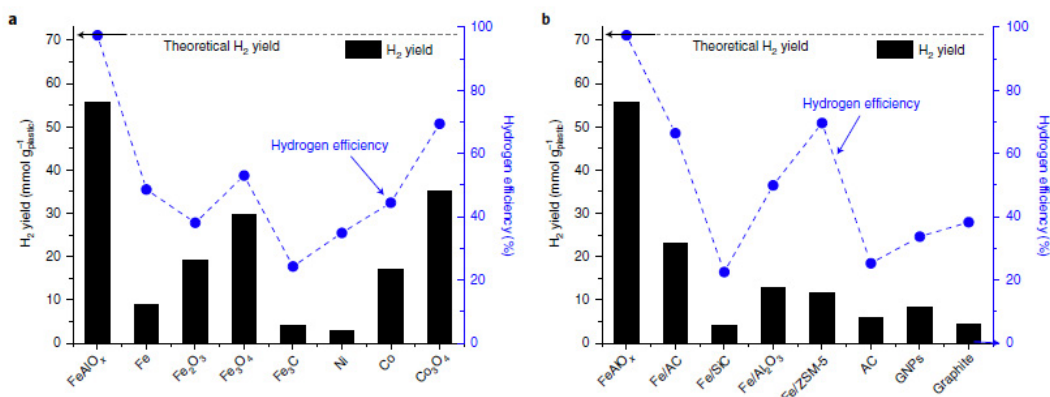 a
Theoretical H₂ yield
H₂ yield
Hydrogen efficiency
H₂ yield (mmol g⁻¹plastic)
70
60
50
40
30
20
10
0
100
80
60
40
20
0
Hydrogen efficiency (%)
FeAlOₓ
Fe
Fe₂O₃
Fe₃O₄
Fe₃C
Ni
Co
Co₃O₄
b
Theoretical H₂ yield
H₂ yield
Hydrogen efficiency
H₂ yield (mmol g⁻¹plastic)
70
60
50
40
30
20
10
0
100
80
60
40
20
0
Hydrogen efficiency (%)
FeAlOₓ
Fe/AC
Fe/SiC
Fe/Al₂O₃
Fe/ZSM-5
AC
GNPs
Graphite